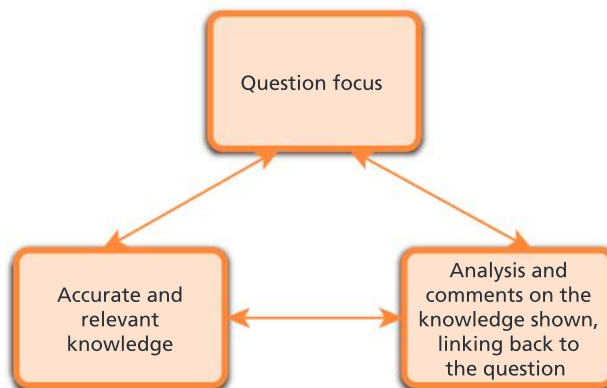 Question focus
Accurate and
relevant
knowledge
Analysis and
comments on the
knowledge shown,
linking back to
the question